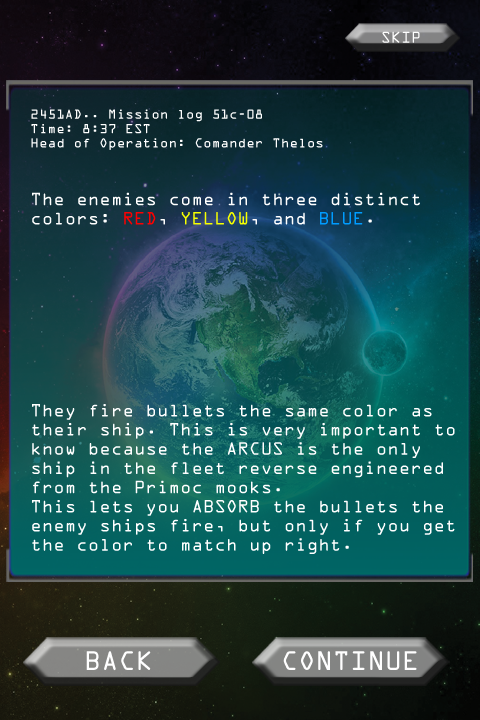 SKIP
2451AD.. Mission log 51c-08
Time: 8:37 EST
Head of Operation: Comander Thelos
The enemies come in three distinct
colors: RED, YELLOW, and BLUE.
They fire bullets the same color as
their ship. This is very important to
know because the ARCUS is the only
ship in the fleet reverse engineered
from the Primoc mooks.
This lets you ABSORB the bullets the
enemy ships fire, but only if you get
the color to match up right.
BACK
CONTINUE